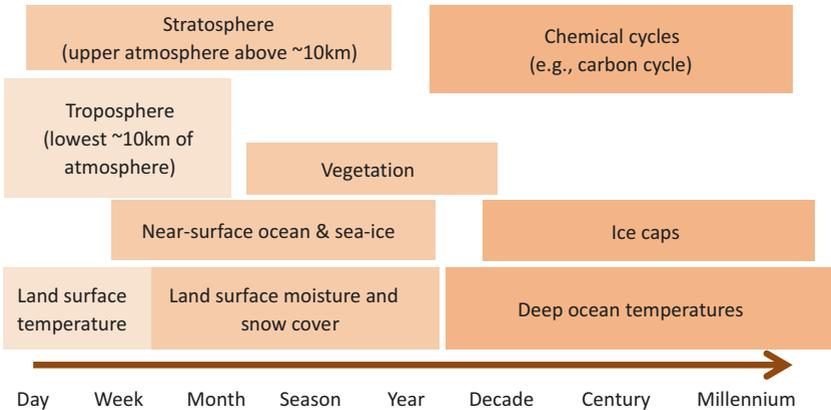 Stratosphere
(upper atmosphere above ~10km)
Chemical cycles
(e.g., carbon cycle)
Troposphere
(lowest ~10km of
atmosphere)
Vegetation
Near-surface ocean & sea-ice
Ice caps
Land surface
temperature
Land surface moisture and
snow cover
Deep ocean temperatures
Day Week Month Season Year Decade Century Millennium